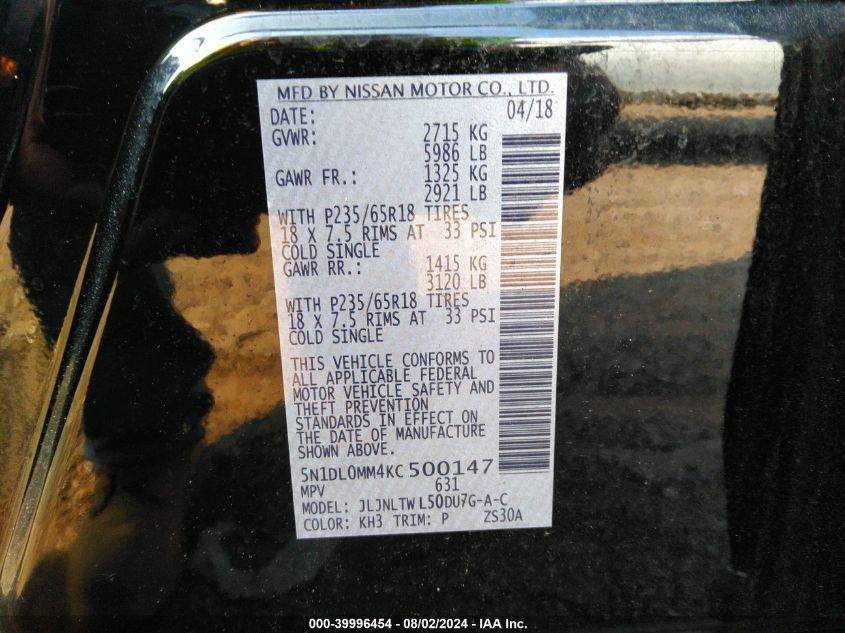 MFD BY NISSAN MOTOR CO., LTD.
DATE: 04/18
GVWR: 2715 KG
5986 LB
GAWR FR.: 1325 KG
2921 LB
WITH P235/65R18 TIRES
18 X 7.5 RIMS AT 33 PSI
COLD SINGLE
GAWR RR.: 1415 KG
3120 LB
WITH P235/65R18 TIRES
18 X 7.5 RIMS AT 33 PSI
COLD SINGLE
THIS VEHICLE CONFORMS TO
ALL APPLICABLE FEDERAL
MOTOR VEHICLE SAFETY AND
THEFT PREVENTION
STANDARDS IN EFFECT ON
THE DATE OF MANUFACTURE
SHOWN ABOVE.
5N1DL0MM4KC500147
MPV 631
MODEL: JLJNLTWL50DU7G-A-C
COLOR: KH3 TRIM: P ZS30A
000-39996454 - 08/02/2024 - IAA Inc.